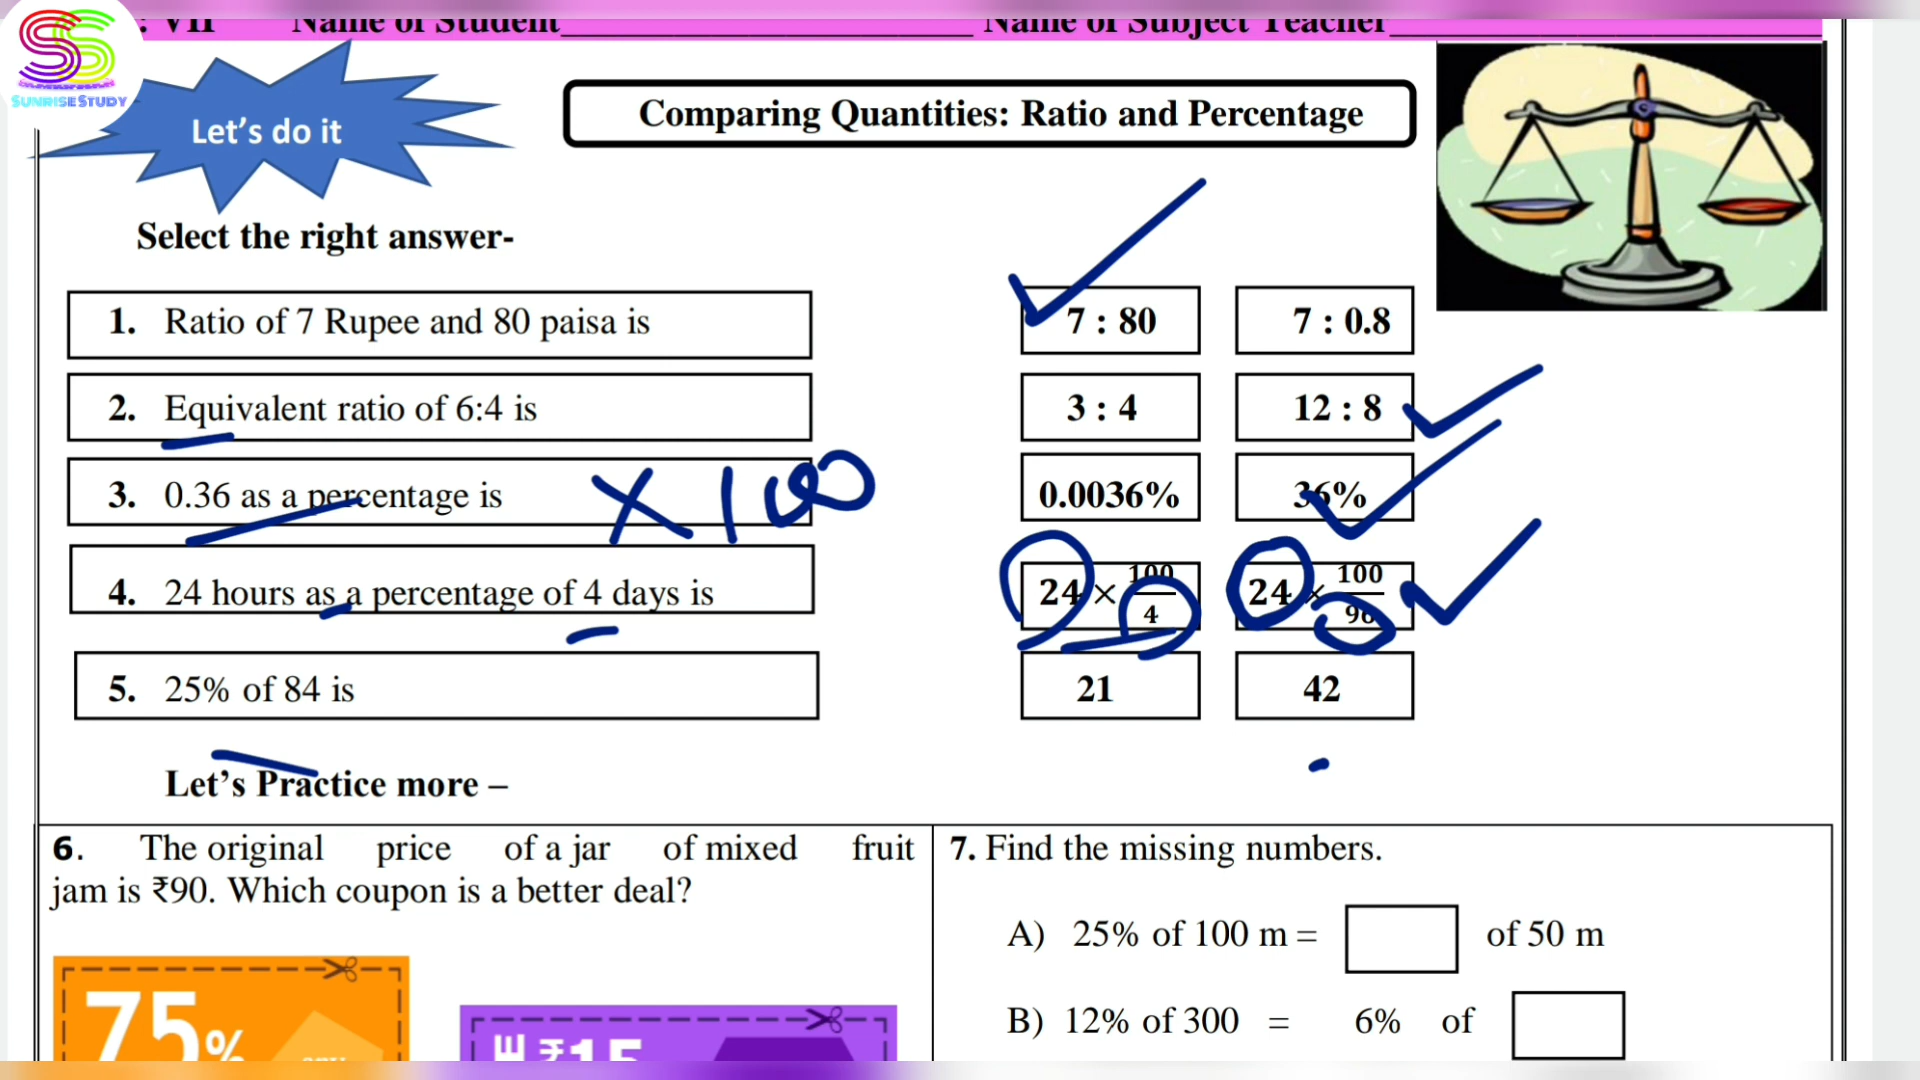 : VII Name of Student Name of Subject Teacher
SUNRISE STUDY
Let's do it
Comparing Quantities: Ratio and Percentage
Select the right answer-
1. Ratio of 7 Rupee and 80 paisa is 7 : 80 7 : 0.8
2. Equivalent ratio of 6:4 is 3 : 4 12 : 8
3. 0.36 as a percentage is × 100 0.0036% 36%
4. 24 hours as a percentage of 4 days is 24 × 100/4 24 × 100/96
5. 25% of 84 is 21 42
Let's Practice more –
6. The original price of a jar of mixed fruit
jam is ₹90. Which coupon is a better deal?
75%
₹15
7. Find the missing numbers.
A) 25% of 100 m = of 50 m
B) 12% of 300 = 6% of